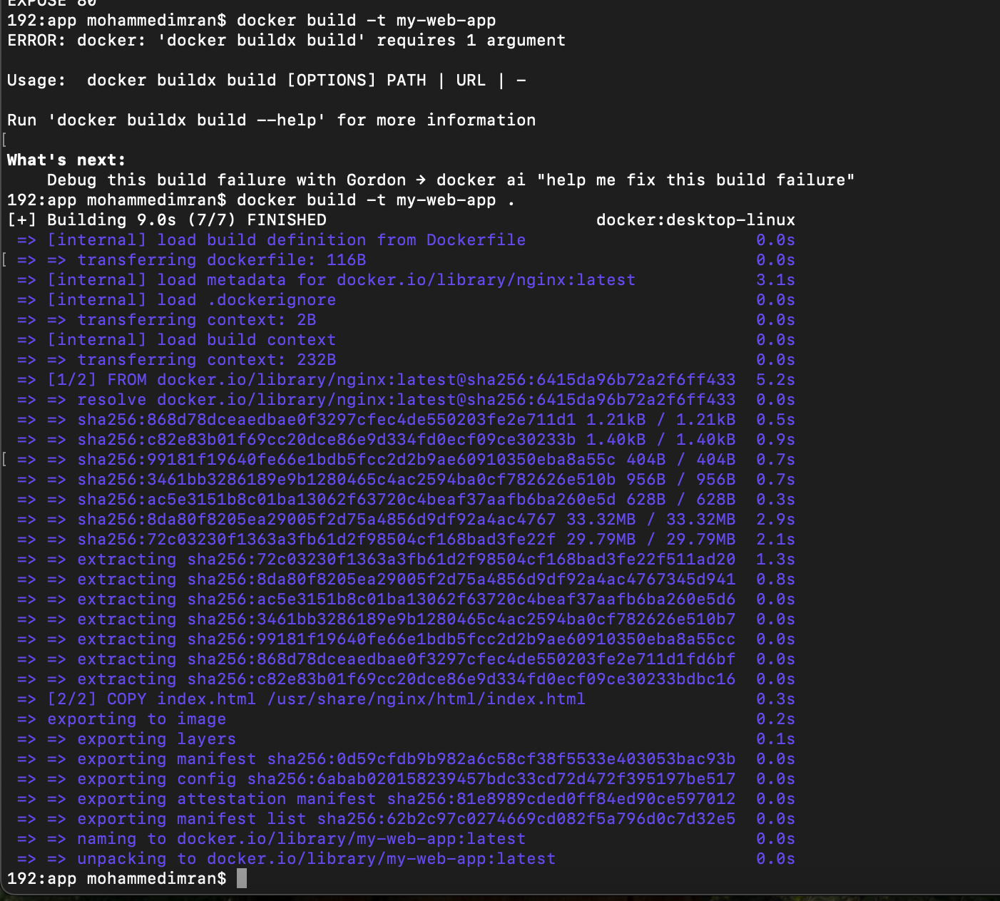 EXPOSE 80
192:app mohammedimran$ docker build -t my-web-app
ERROR: docker: 'docker buildx build' requires 1 argument
Usage:  docker buildx build [OPTIONS] PATH | URL | -
Run 'docker buildx build --help' for more information
[
What's next:
    Debug this build failure with Gordon → docker ai "help me fix this build failure"
192:app mohammedimran$ docker build -t my-web-app .
[+] Building 9.0s (7/7) FINISHED                           docker:desktop-linux
 => [internal] load build definition from Dockerfile                       0.0s
[ => => transferring dockerfile: 116B                                       0.0s
 => [internal] load metadata for docker.io/library/nginx:latest            3.1s
 => [internal] load .dockerignore                                          0.0s
 => => transferring context: 2B                                            0.0s
 => [internal] load build context                                          0.0s
 => => transferring context: 232B                                          0.0s
 => [1/2] FROM docker.io/library/nginx:latest@sha256:6415da96b72a2f6ff433  5.2s
 => => resolve docker.io/library/nginx:latest@sha256:6415da96b72a2f6ff433  0.0s
 => => sha256:868d78dceaedbae0f3297cfec4de550203fe2e711d1 1.21kB / 1.21kB  0.5s
 => => sha256:c82e83b01f69cc20dce86e9d334fd0ecf09ce30233b 1.40kB / 1.40kB  0.9s
[ => => sha256:99181f19640fe66e1bdb5fcc2d2b9ae60910350eba8a55c 404B / 404B  0.7s
 => => sha256:3461bb3286189e9b1280465c4ac2594ba0cf782626e510b 956B / 956B  0.7s
 => => sha256:ac5e3151b8c01ba13062f63720c4beaf37aafb6ba260e5d 628B / 628B  0.3s
 => => sha256:8da80f8205ea29005f2d75a4856d9df92a4ac4767 33.32MB / 33.32MB  2.9s
 => => sha256:72c03230f1363a3fb61d2f98504cf168bad3fe22f 29.79MB / 29.79MB  2.1s
 => => extracting sha256:72c03230f1363a3fb61d2f98504cf168bad3fe22f511ad20  1.3s
 => => extracting sha256:8da80f8205ea29005f2d75a4856d9df92a4ac4767345d941  0.8s
 => => extracting sha256:ac5e3151b8c01ba13062f63720c4beaf37aafb6ba260e5d6  0.0s
 => => extracting sha256:3461bb3286189e9b1280465c4ac2594ba0cf782626e510b7  0.0s
 => => extracting sha256:99181f19640fe66e1bdb5fcc2d2b9ae60910350eba8a55cc  0.0s
 => => extracting sha256:868d78dceaedbae0f3297cfec4de550203fe2e711d1fd6bf  0.0s
 => => extracting sha256:c82e83b01f69cc20dce86e9d334fd0ecf09ce30233bdbc16  0.0s
 => [2/2] COPY index.html /usr/share/nginx/html/index.html                 0.3s
 => exporting to image                                                     0.2s
 => => exporting layers                                                    0.1s
 => => exporting manifest sha256:0d59cfdb9b982a6c58cf38f5533e403053bac93b  0.0s
 => => exporting config sha256:6abab020158239457bdc33cd72d472f395197be517  0.0s
 => => exporting attestation manifest sha256:81e8989cded0ff84ed90ce597012  0.0s
 => => exporting manifest list sha256:62b2c97c0274669cd082f5a796d0c7d32e5  0.0s
 => => naming to docker.io/library/my-web-app:latest                       0.0s
 => => unpacking to docker.io/library/my-web-app:latest                    0.0s
192:app mohammedimran$